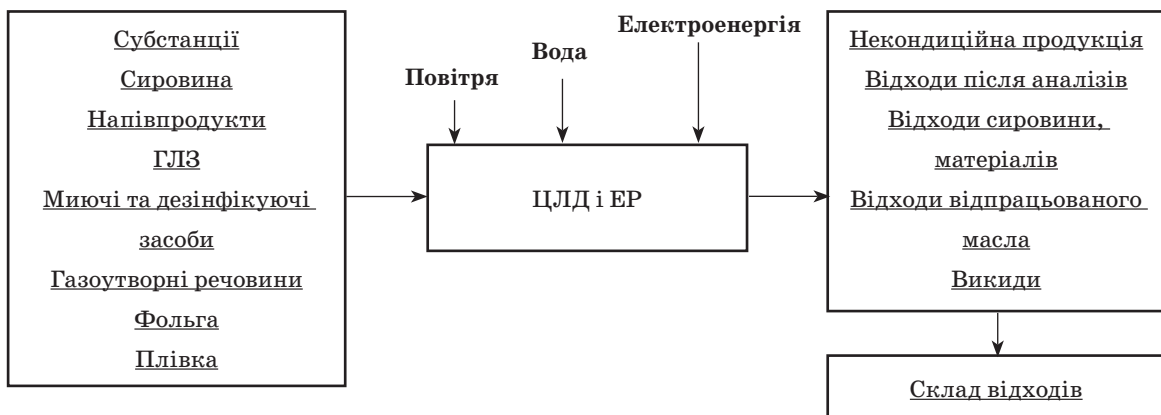 Субстанції
Сировина
Напівпродукти
ГЛЗ
Миючі та дезінфікуючі
засоби
Газоутворні речовини
Фольга
Плівка
Повітря
Вода
Електроенергія
ЦЛД і ЕР
Некондиційна продукція
Відходи після аналізів
Відходи сировини,
матеріалів
Відходи відпрацьованого
масла
Викиди
Склад відходів